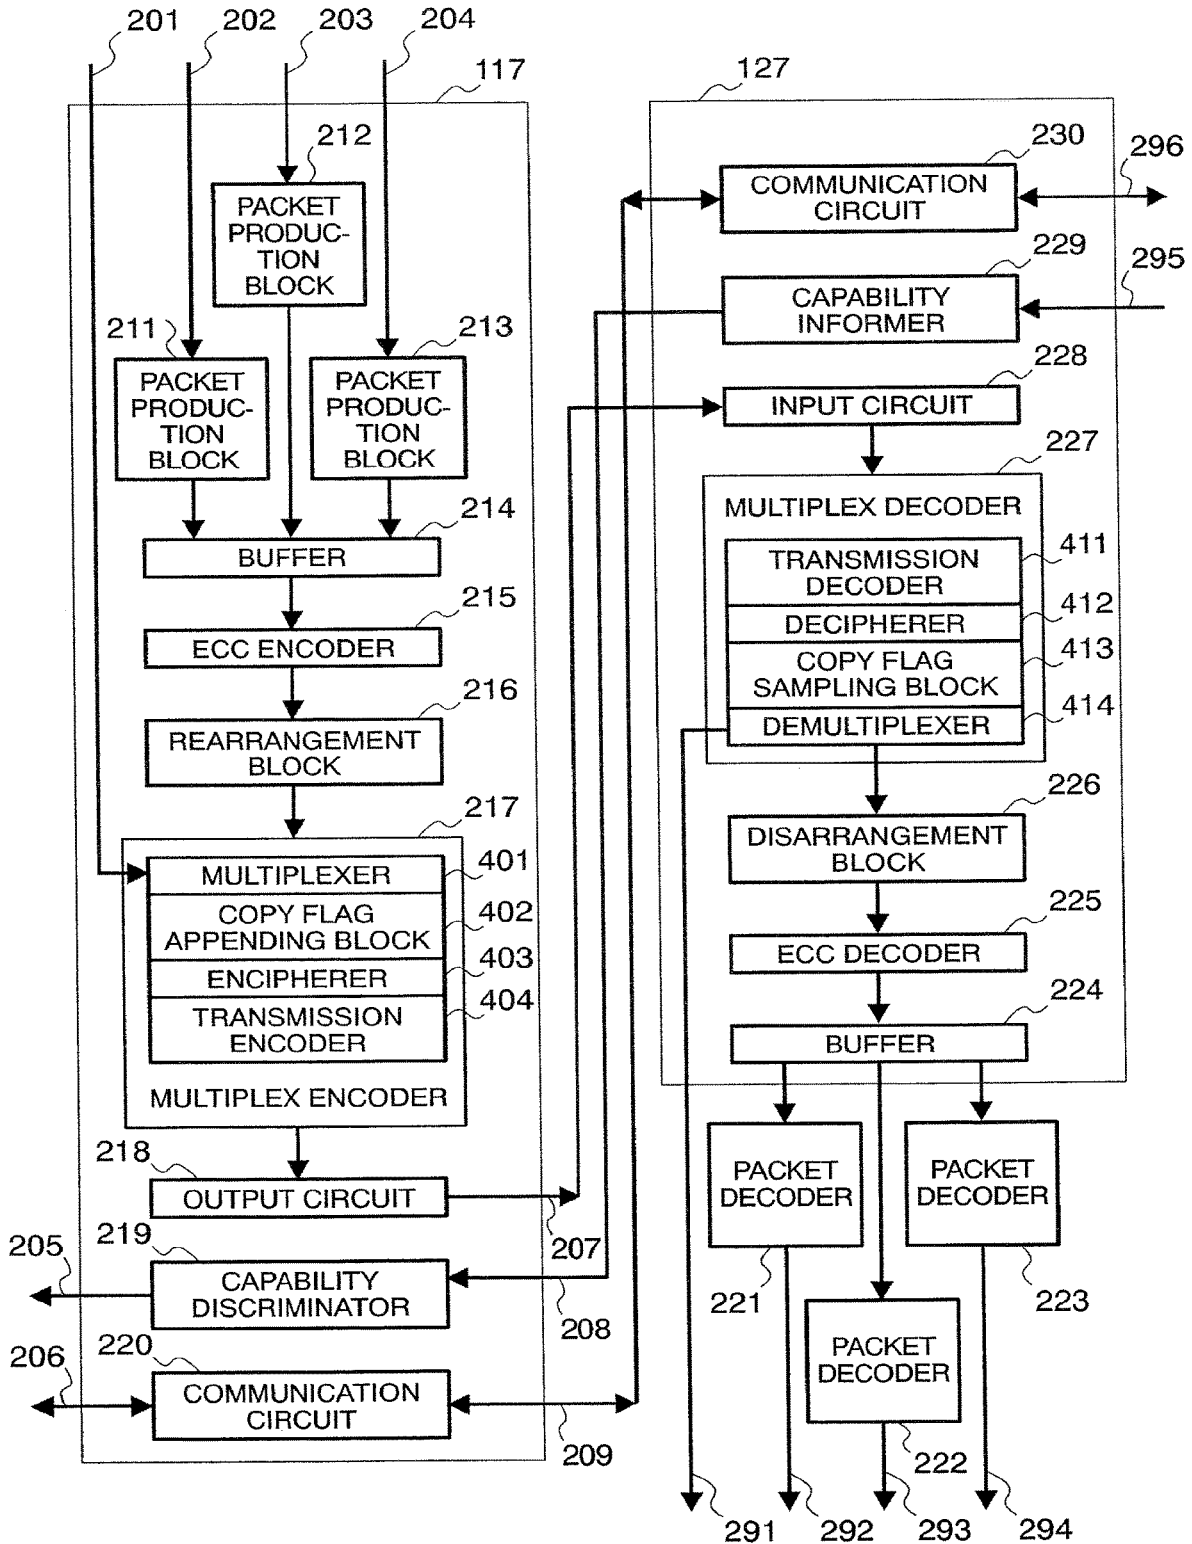 201
202
203
204
117
212
PACKET
PRODUC-
TION
BLOCK
211
PACKET
PRODUC-
TION
BLOCK
213
PACKET
PRODUC-
TION
BLOCK
214
BUFFER
215
ECC ENCODER
216
REARRANGEMENT
BLOCK
217
MULTIPLEXER
401
COPY FLAG
APPENDING BLOCK
402
ENCIPHERER
403
TRANSMISSION
ENCODER
404
MULTIPLEX ENCODER
218
OUTPUT CIRCUIT
207
219
205
CAPABILITY
DISCRIMINATOR
208
220
206
COMMUNICATION
CIRCUIT
209
127
230
COMMUNICATION
CIRCUIT
296
229
CAPABILITY
INFORMER
295
228
INPUT CIRCUIT
227
MULTIPLEX DECODER
TRANSMISSION
DECODER
411
DECIPHERER
412
COPY FLAG
SAMPLING BLOCK
413
DEMULTIPLEXER
414
226
DISARRANGEMENT
BLOCK
225
ECC DECODER
224
BUFFER
PACKET
DECODER
221
PACKET
DECODER
223
PACKET
DECODER
222
291
292
293
294